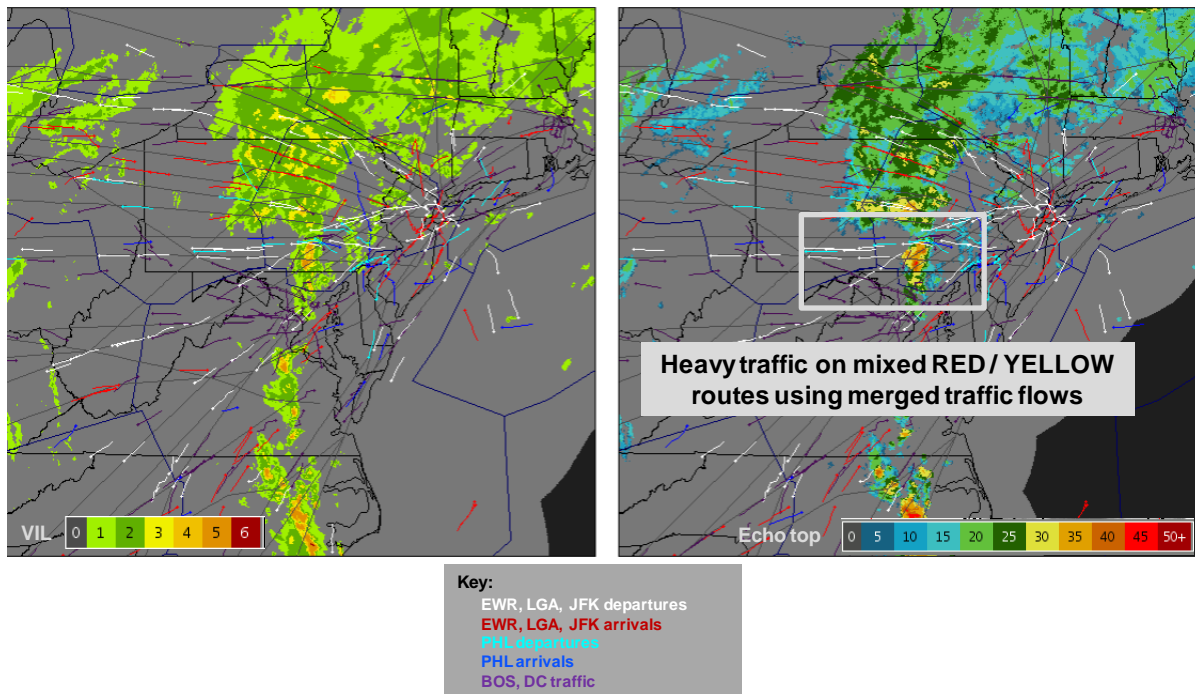 Heavy traffic on mixed RED / YELLOW
routes using merged traffic flows
VIL 0 1 2 3 4 5 6
Echo top 0 5 10 15 20 25 30 35 40 45 50+
Key:
EWR, LGA, JFK departures
EWR, LGA, JFK arrivals
PHL departures
PHL arrivals
BOS, DC traffic